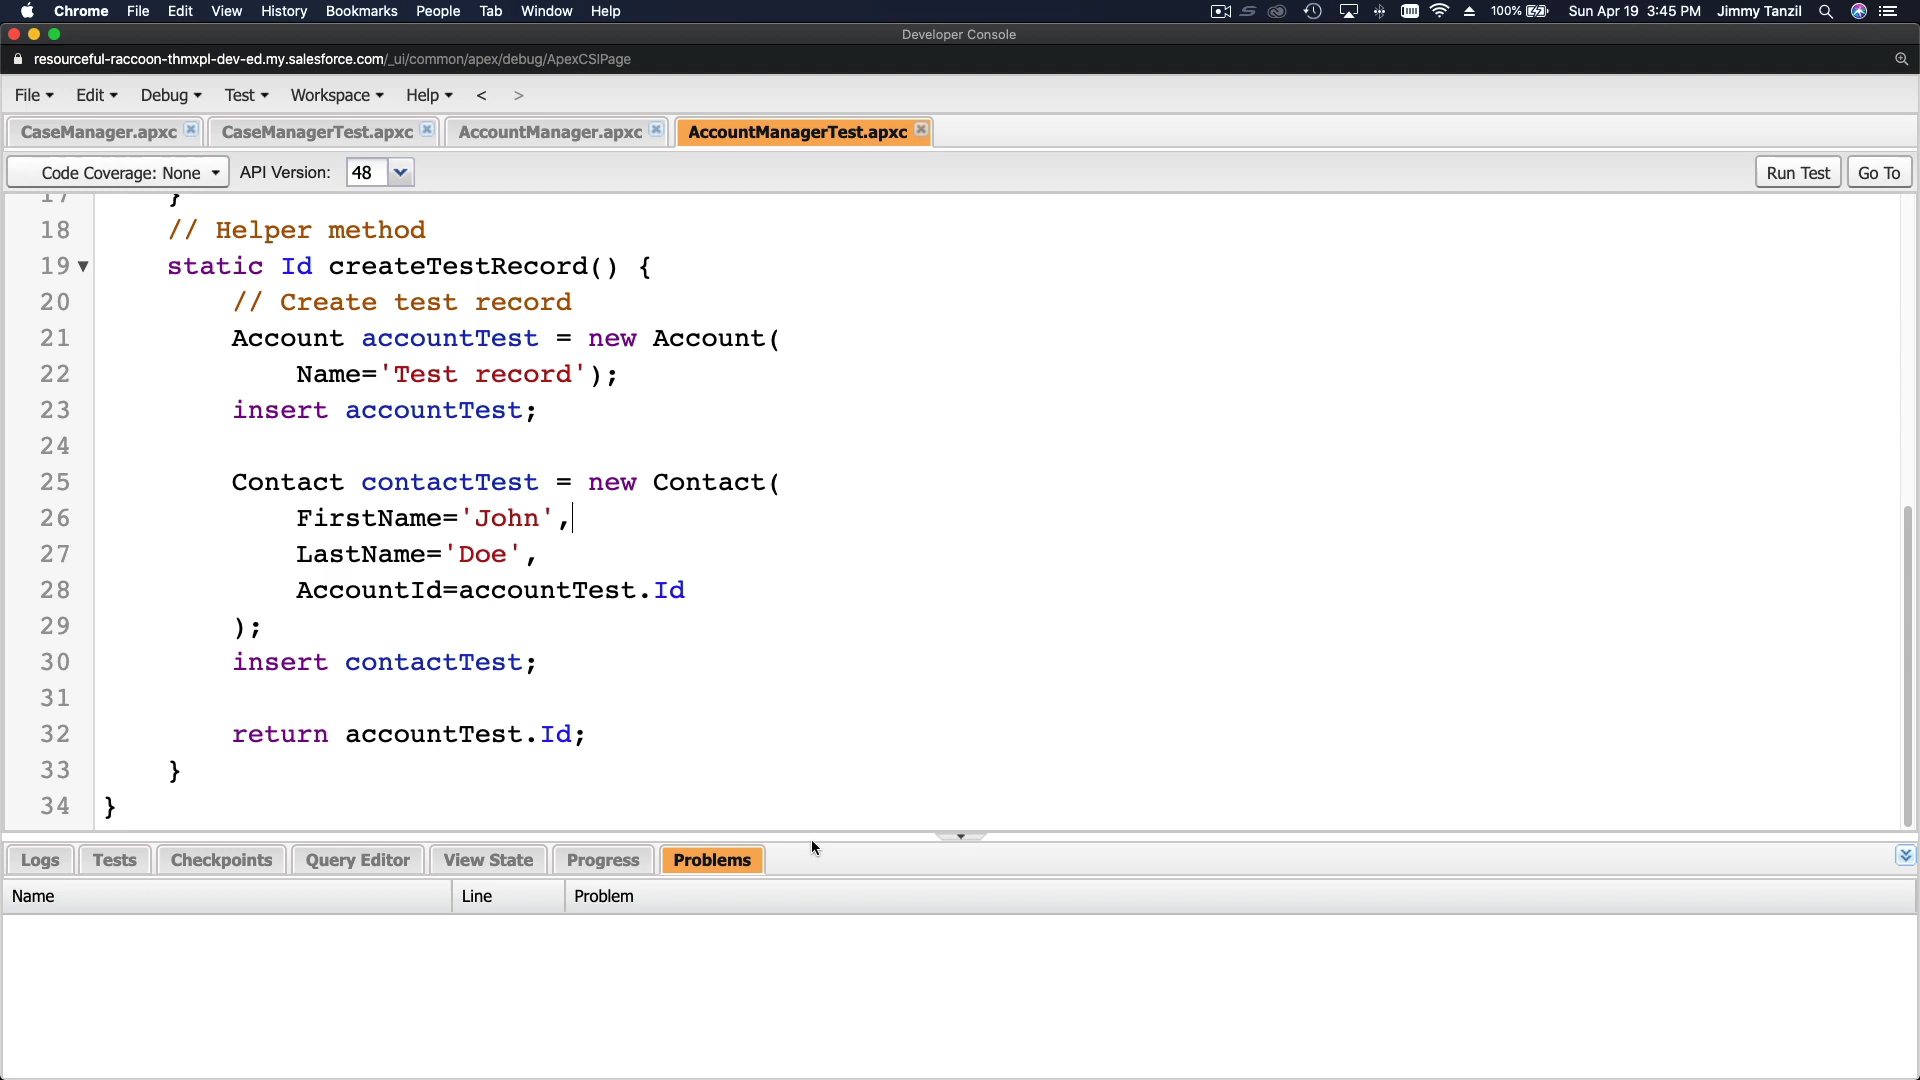 Chrome File Edit View History Bookmarks People Tab Window Help 100% Sun Apr 19 3:45 PM Jimmy Tanzil
Developer Console
resourceful-raccoon-thmxpl-dev-ed.my.salesforce.com/_ui/common/apex/debug/ApexCSIPage
File Edit Debug Test Workspace Help < >
CaseManager.apxc CaseManagerTest.apxc AccountManager.apxc AccountManagerTest.apxc
Code Coverage: None API Version: 48 Run Test Go To
17 }
18 // Helper method
19 static Id createTestRecord() {
20 // Create test record
21 Account accountTest = new Account(
22 Name='Test record');
23 insert accountTest;
24
25 Contact contactTest = new Contact(
26 FirstName='John',
27 LastName='Doe',
28 AccountId=accountTest.Id
29 );
30 insert contactTest;
31
32 return accountTest.Id;
33 }
34 }
Logs Tests Checkpoints Query Editor View State Progress Problems
Name Line Problem